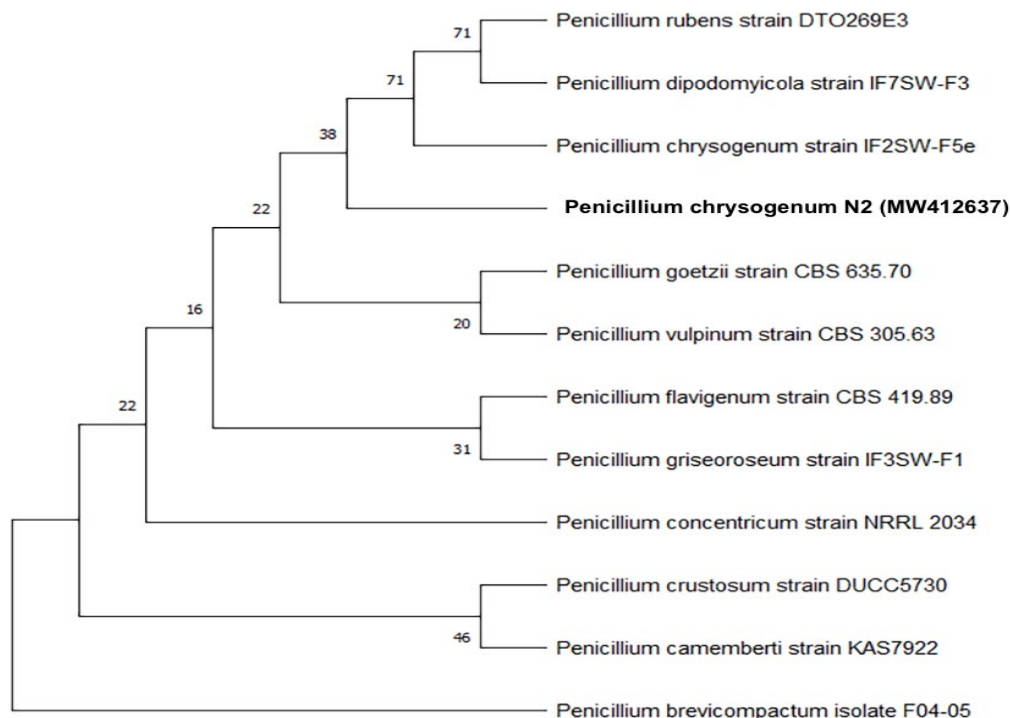 Penicillium rubens strain DTO269E3
71
Penicillium dipodomyicola strain IF7SW-F3
71
Penicillium chrysogenum strain IF2SW-F5e
38
Penicillium chrysogenum N2 (MW412637)
22
Penicillium goetzii strain CBS 635.70
20
Penicillium vulpinum strain CBS 305.63
16
Penicillium flavigenum strain CBS 419.89
31
Penicillium griseoroseum strain IF3SW-F1
22
Penicillium concentricum strain NRRL 2034
Penicillium crustosum strain DUCC5730
46
Penicillium camemberti strain KAS7922
Penicillium brevicompactum isolate F04-05